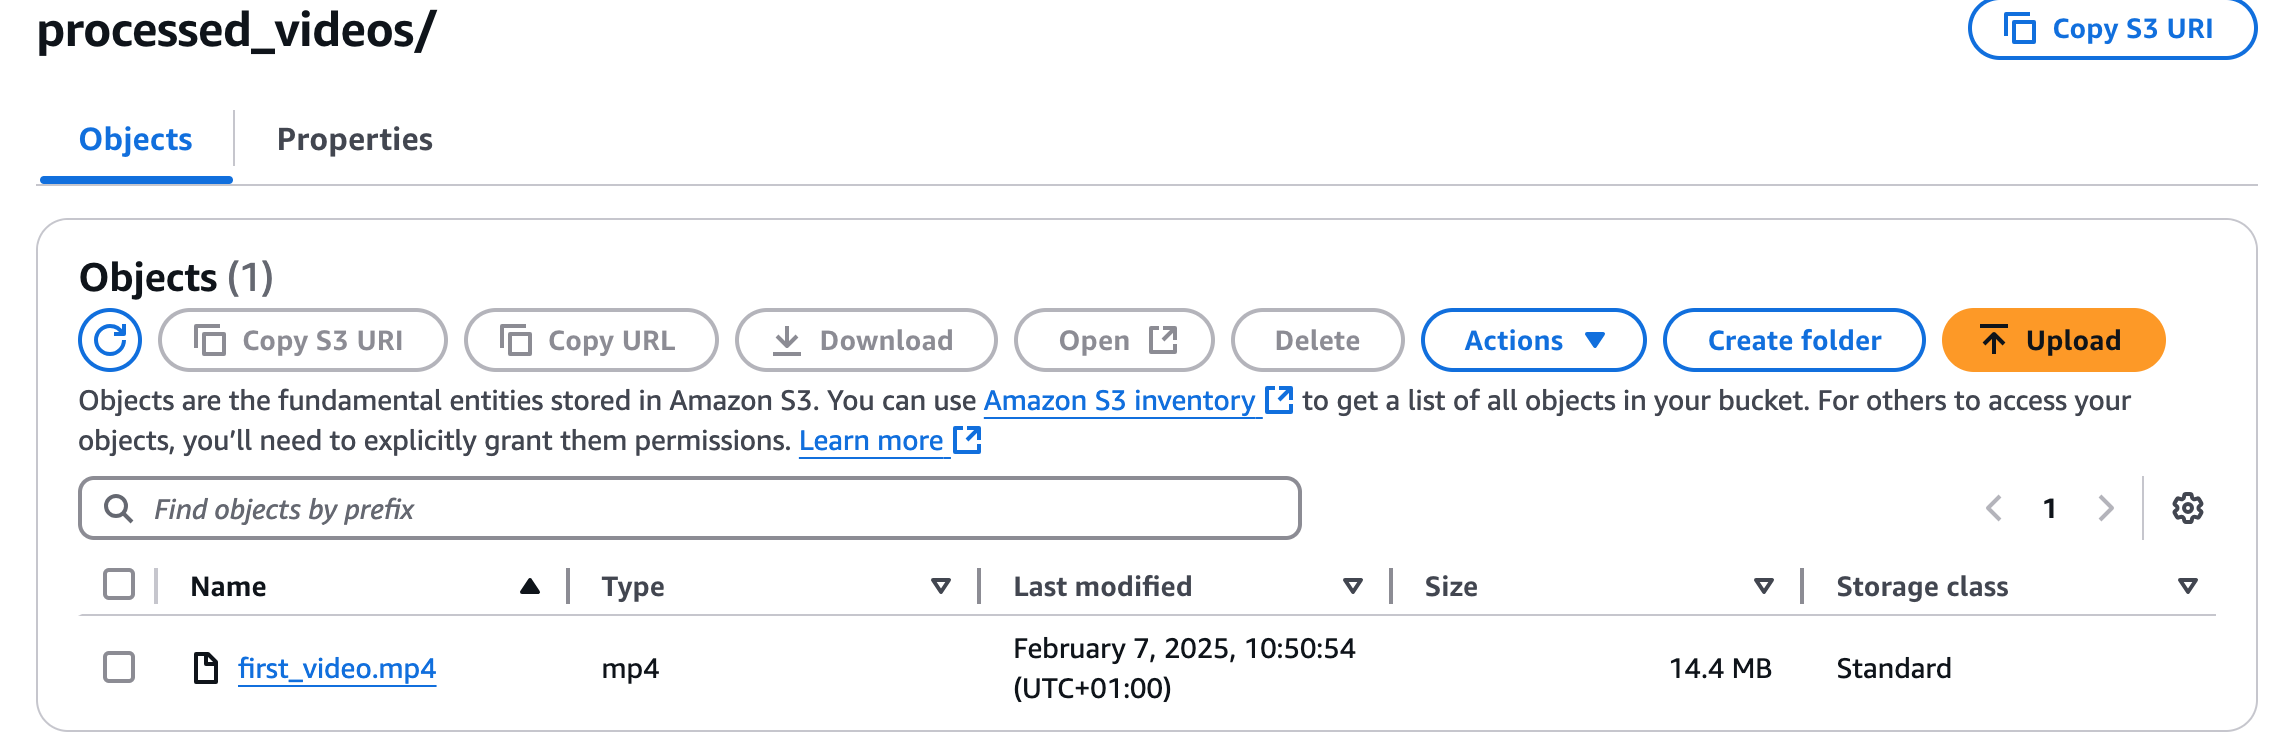 processed_videos/
Copy S3 URI
Objects
Properties
Objects (1)
Copy S3 URI
Copy URL
Download
Open
Delete
Actions
Create folder
Upload
Objects are the fundamental entities stored in Amazon S3. You can use Amazon S3 inventory to get a list of all objects in your bucket. For others to access your
objects, you’ll need to explicitly grant them permissions. Learn more
Find objects by prefix
1
Name
Type
Last modified
Size
Storage class
first_video.mp4
mp4
February 7, 2025, 10:50:54
(UTC+01:00)
14.4 MB
Standard